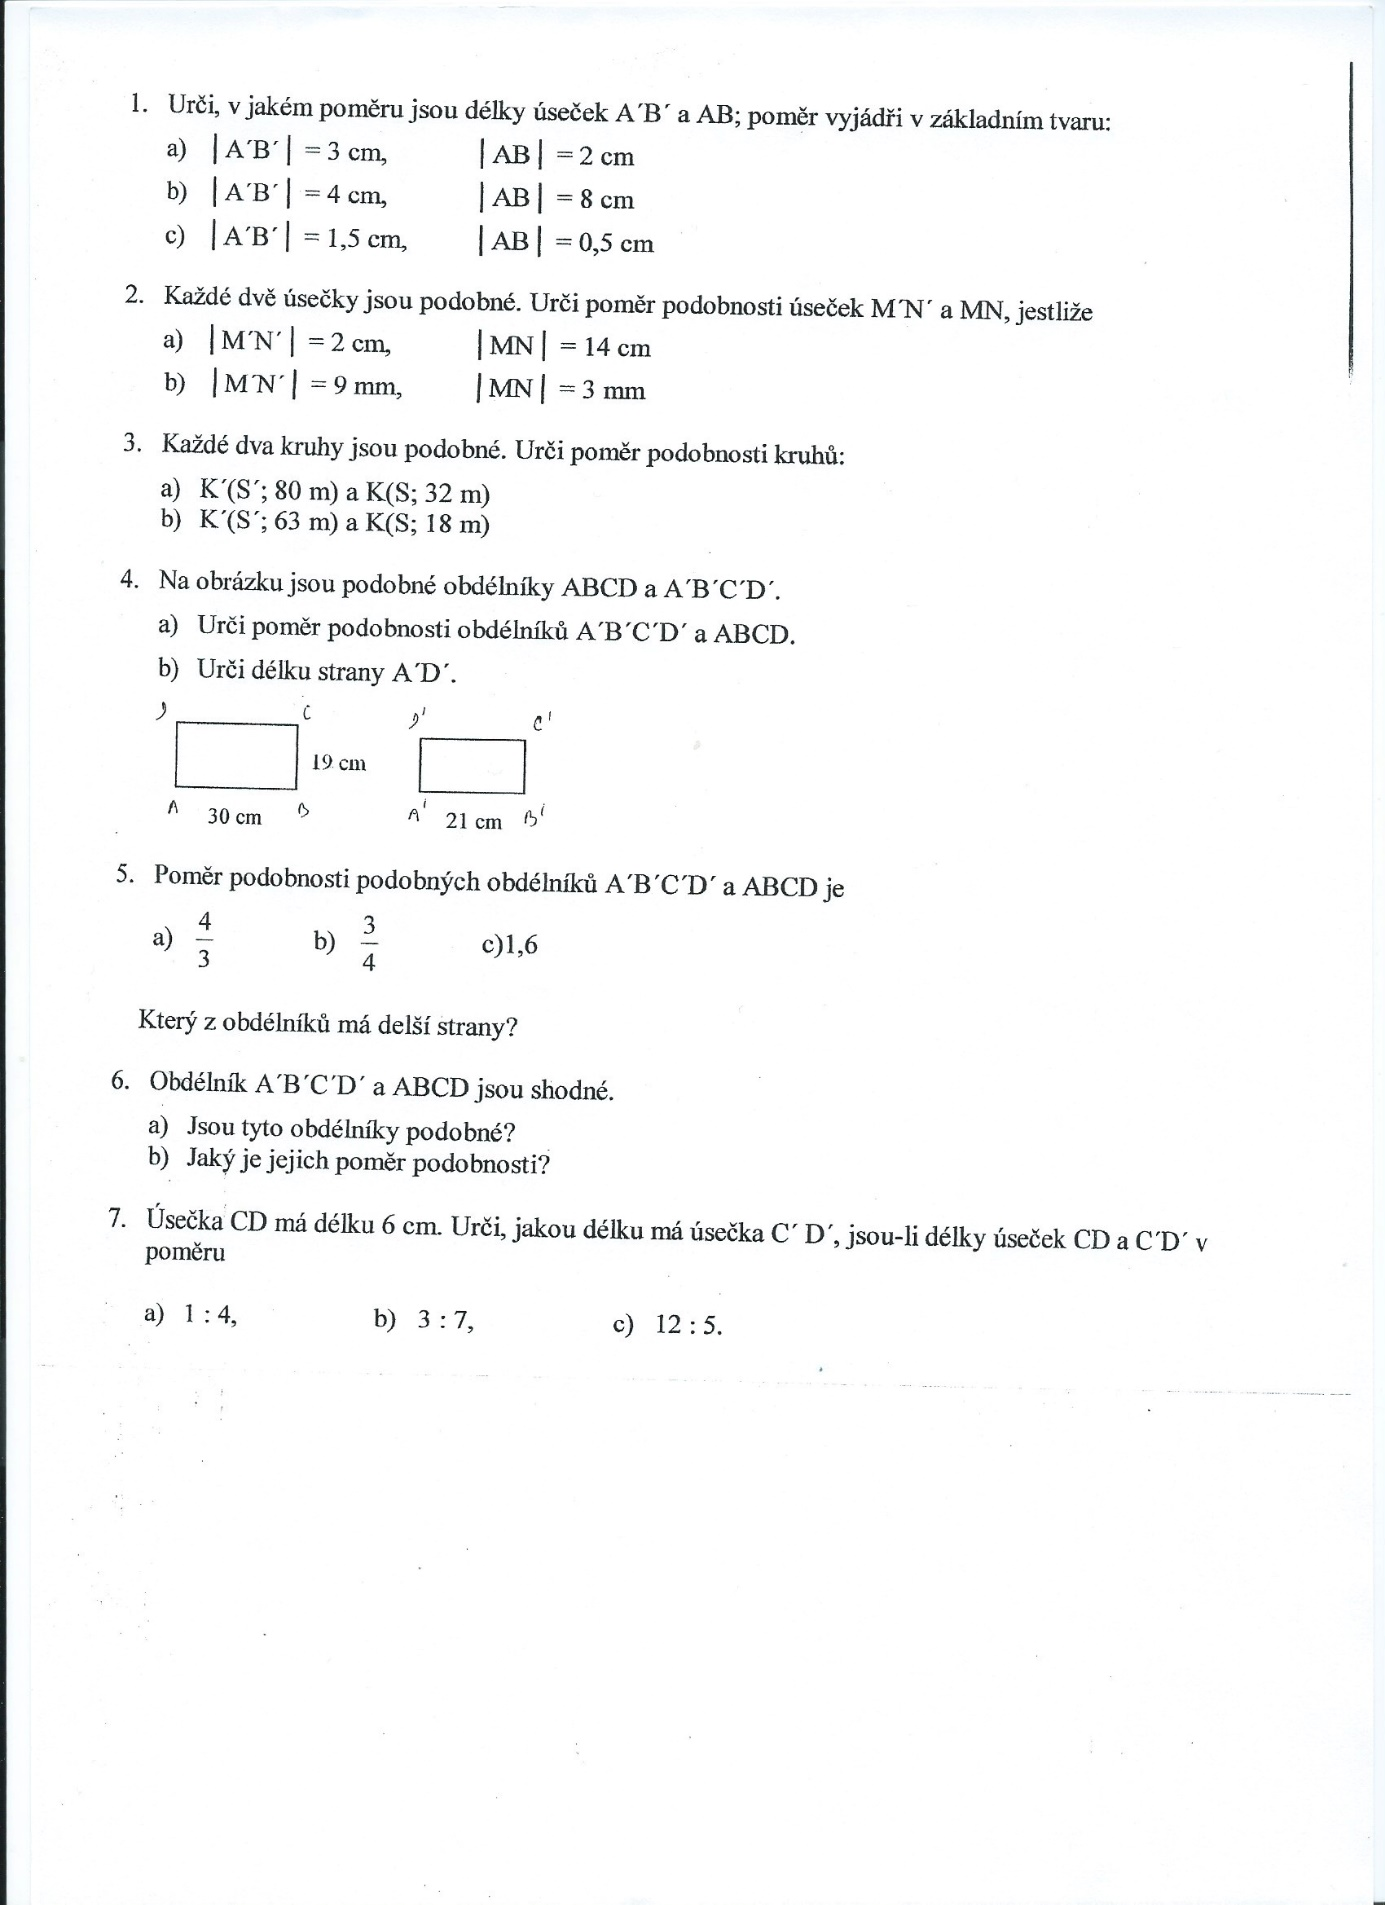 1. Urči, v jakém poměru jsou délky úseček A´B´ a AB; poměr vyjádři v základním tvaru:
a) |A´B´| = 3 cm, |AB| = 2 cm
b) |A´B´| = 4 cm, |AB| = 8 cm
c) |A´B´| = 1,5 cm, |AB| = 0,5 cm
2. Každé dvě úsečky jsou podobné. Urči poměr podobnosti úseček M´N´ a MN, jestliže
a) |M´N´| = 2 cm, |MN| = 14 cm
b) |M´N´| = 9 mm, |MN| = 3 mm
3. Každé dva kruhy jsou podobné. Urči poměr podobnosti kruhů:
a) K´(S´; 80 m) a K(S; 32 m)
b) K´(S´; 63 m) a K(S; 18 m)
4. Na obrázku jsou podobné obdélníky ABCD a A´B´C´D´.
a) Urči poměr podobnosti obdélníků A´B´C´D´ a ABCD.
b) Urči délku strany A´D´.
D C D' C'
19 cm
A 30 cm B A' 21 cm B'
5. Poměr podobnosti podobných obdélníků A´B´C´D´ a ABCD je
a) 4/3 b) 3/4 c)1,6
Který z obdélníků má delší strany?
6. Obdélník A´B´C´D´ a ABCD jsou shodné.
a) Jsou tyto obdélníky podobné?
b) Jaký je jejich poměr podobnosti?
7. Úsečka CD má délku 6 cm. Urči, jakou délku má úsečka C´ D´, jsou-li délky úseček CD a C´D´ v
poměru
a) 1 : 4, b) 3 : 7, c) 12 : 5.